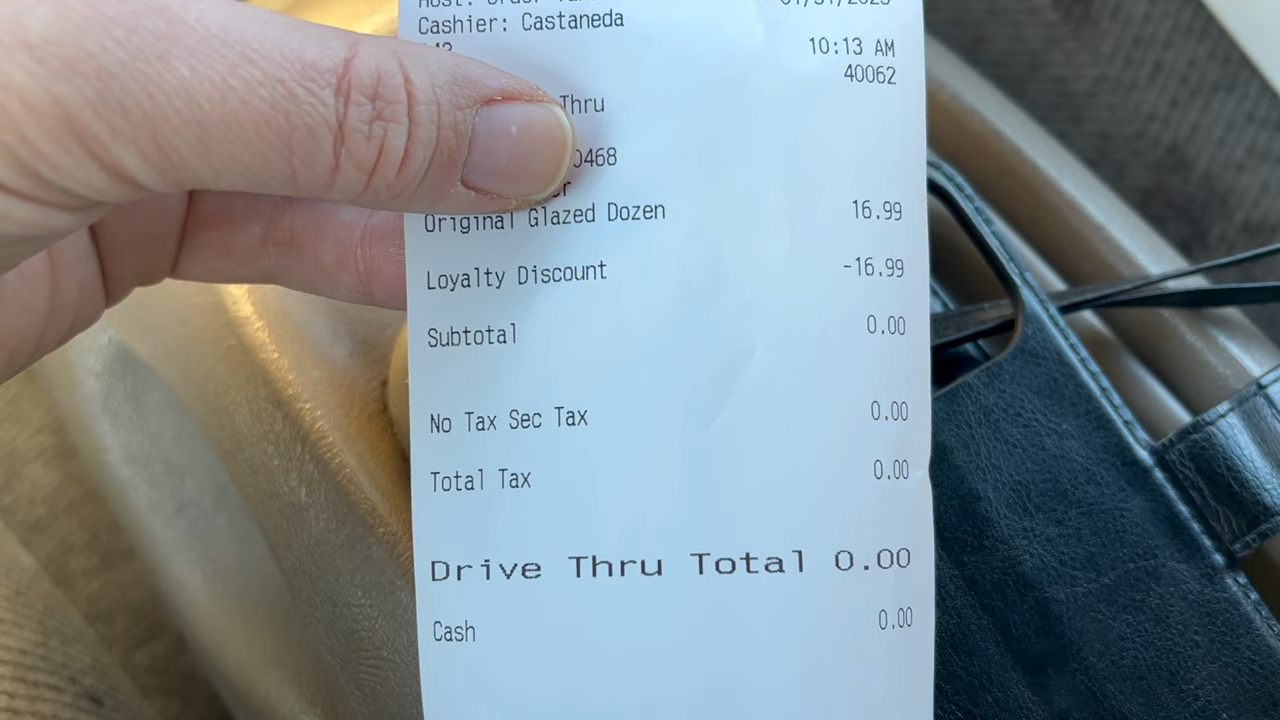 Cashier: Castaneda
10:13 AM
40062
Thru
0468
Original Glazed Dozen 16.99
Loyalty Discount -16.99
Subtotal 0.00
No Tax Sec Tax 0.00
Total Tax 0.00
Drive Thru Total 0.00
Cash 0.00